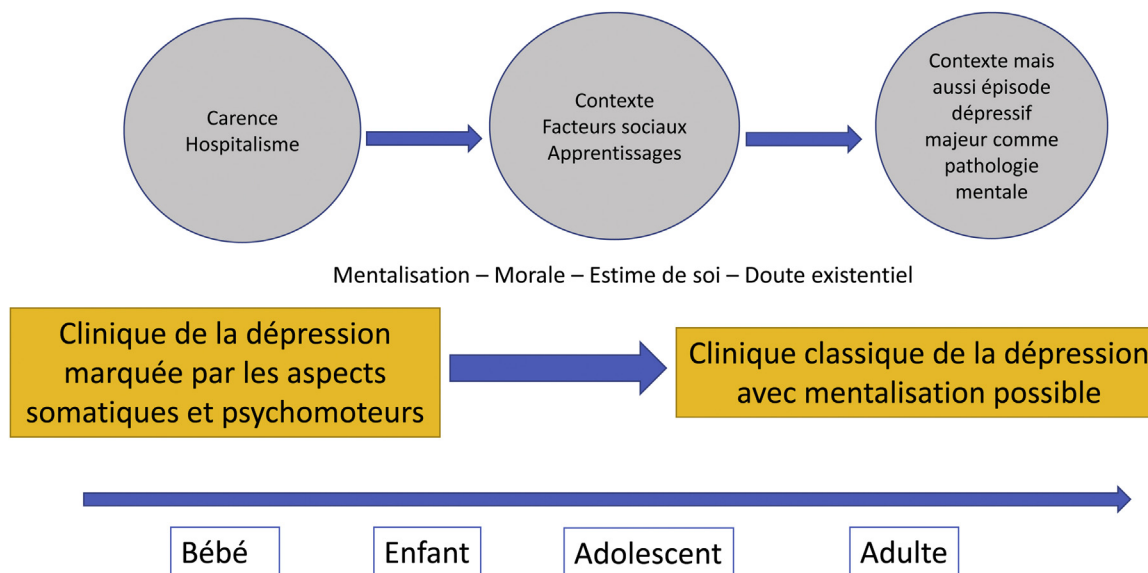 Carence
Hospitalisme
Contexte
Facteurs sociaux
Apprentissages
Contexte mais
aussi épisode
dépressif
majeur comme
pathologie
mentale
Mentalisation – Morale – Estime de soi – Doute existentiel
Clinique de la dépression
marquée par les aspects
somatiques et psychomoteurs
Clinique classique de la dépression
avec mentalisation possible
Bébé
Enfant
Adolescent
Adulte